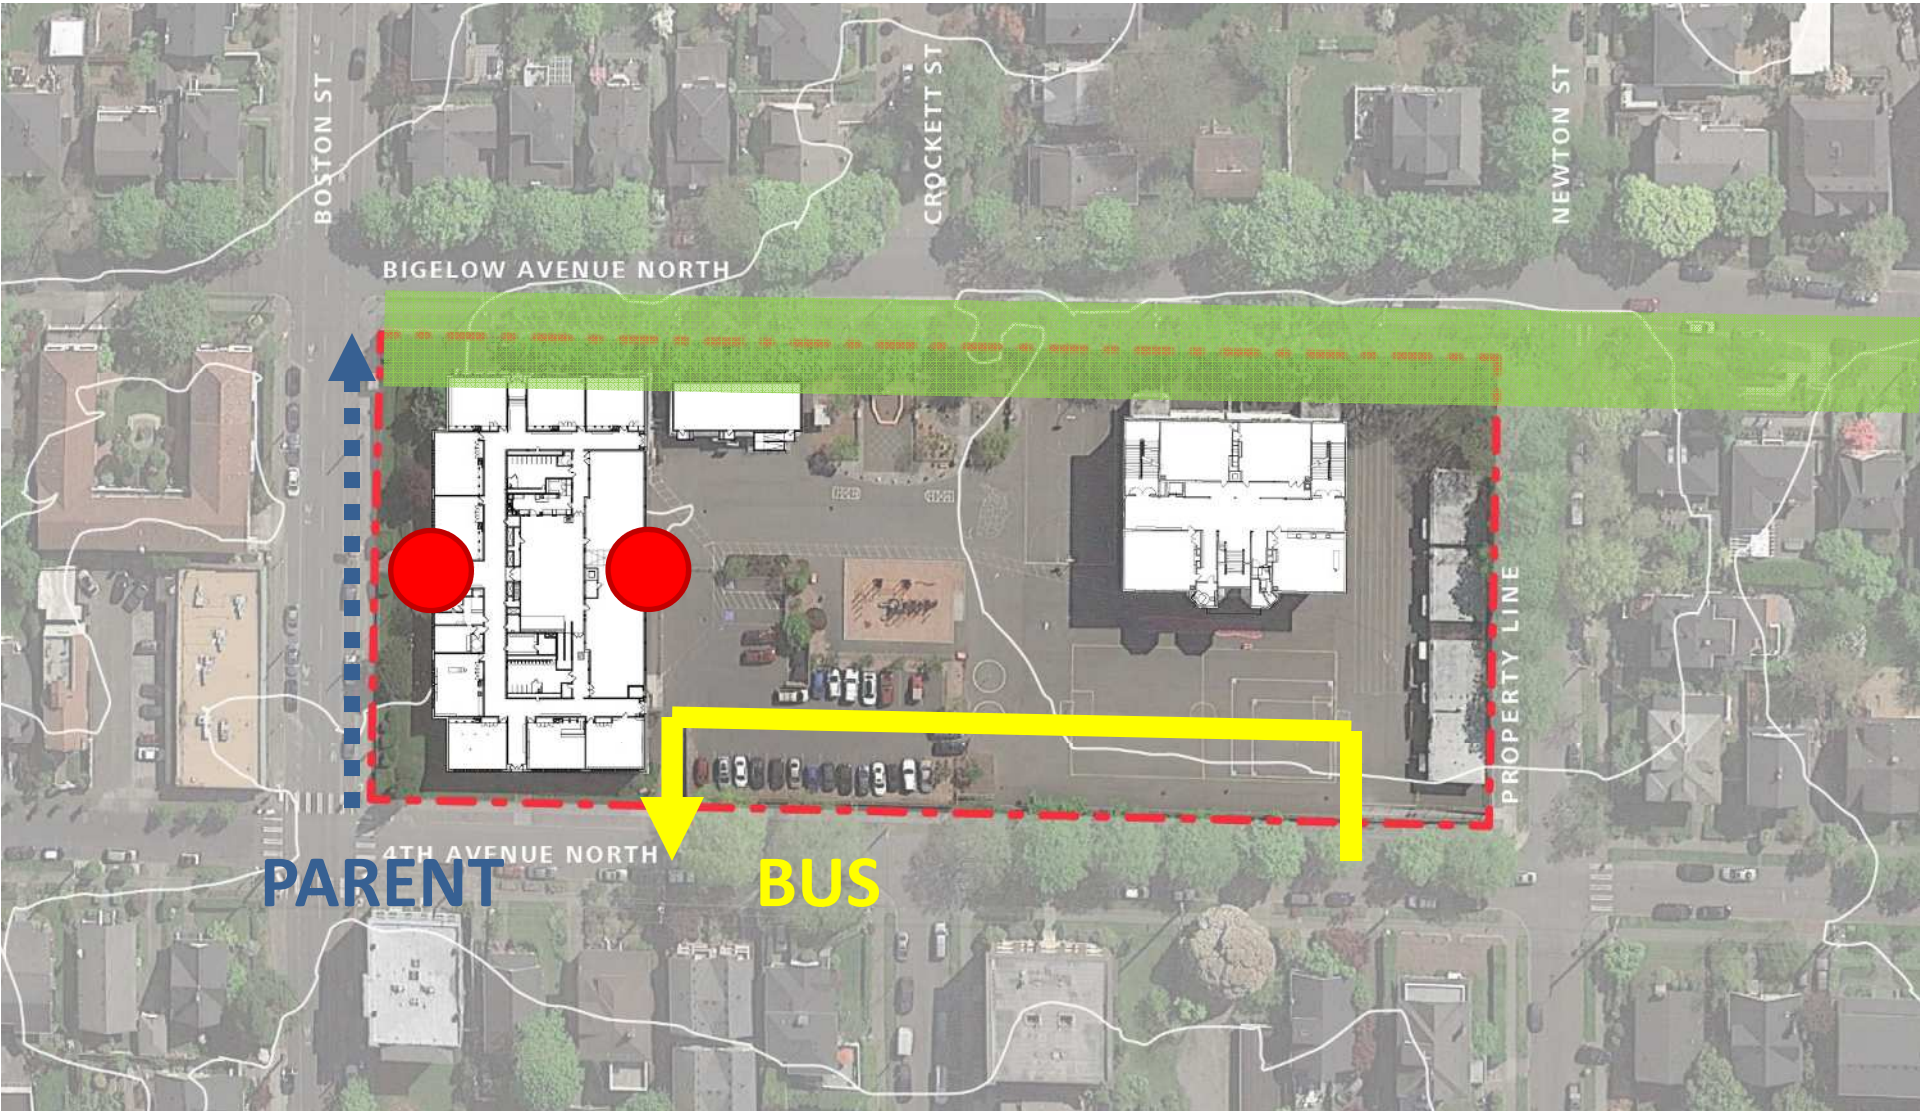 BOSTON ST
CROCKETT ST
NEWTON ST
BIGELOW AVENUE NORTH
PROPERTY LINE
4TH AVENUE NORTH
PARENT
BUS